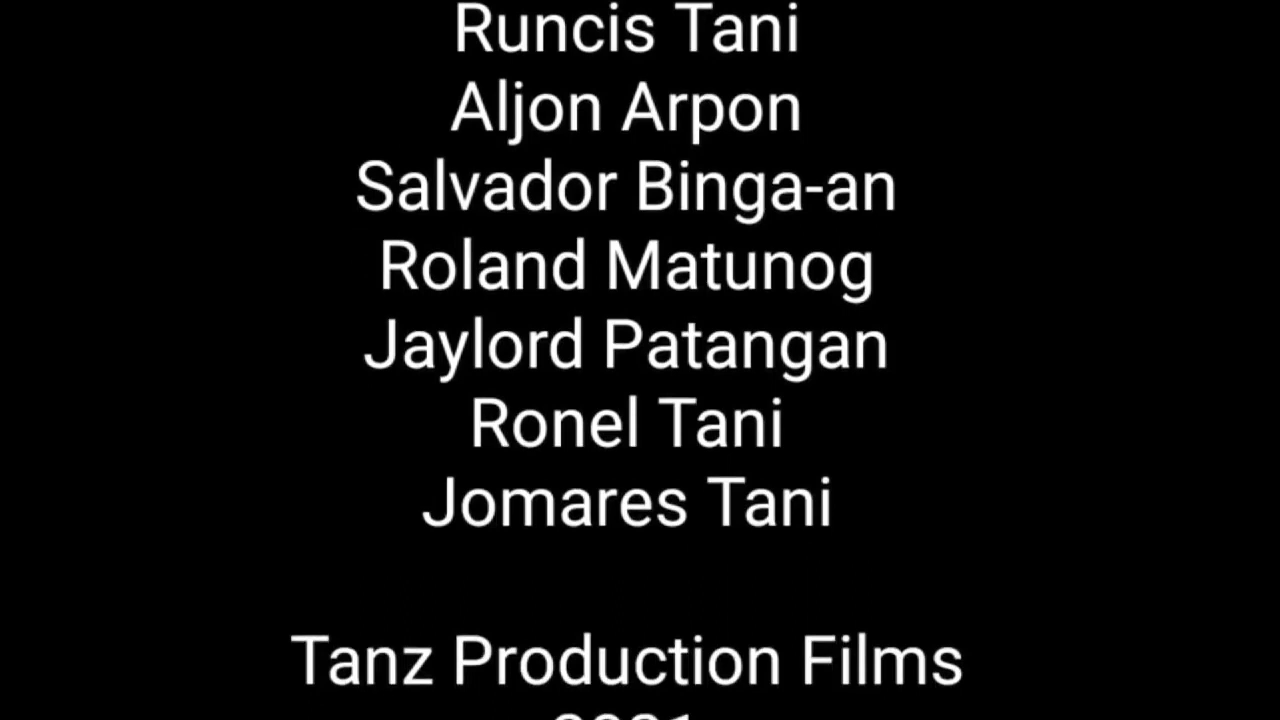 Runcis Tani
Aljon Arpon
Salvador Binga-an
Roland Matunog
Jaylord Patangan
Ronel Tani
Jomares Tani
Tanz Production Films